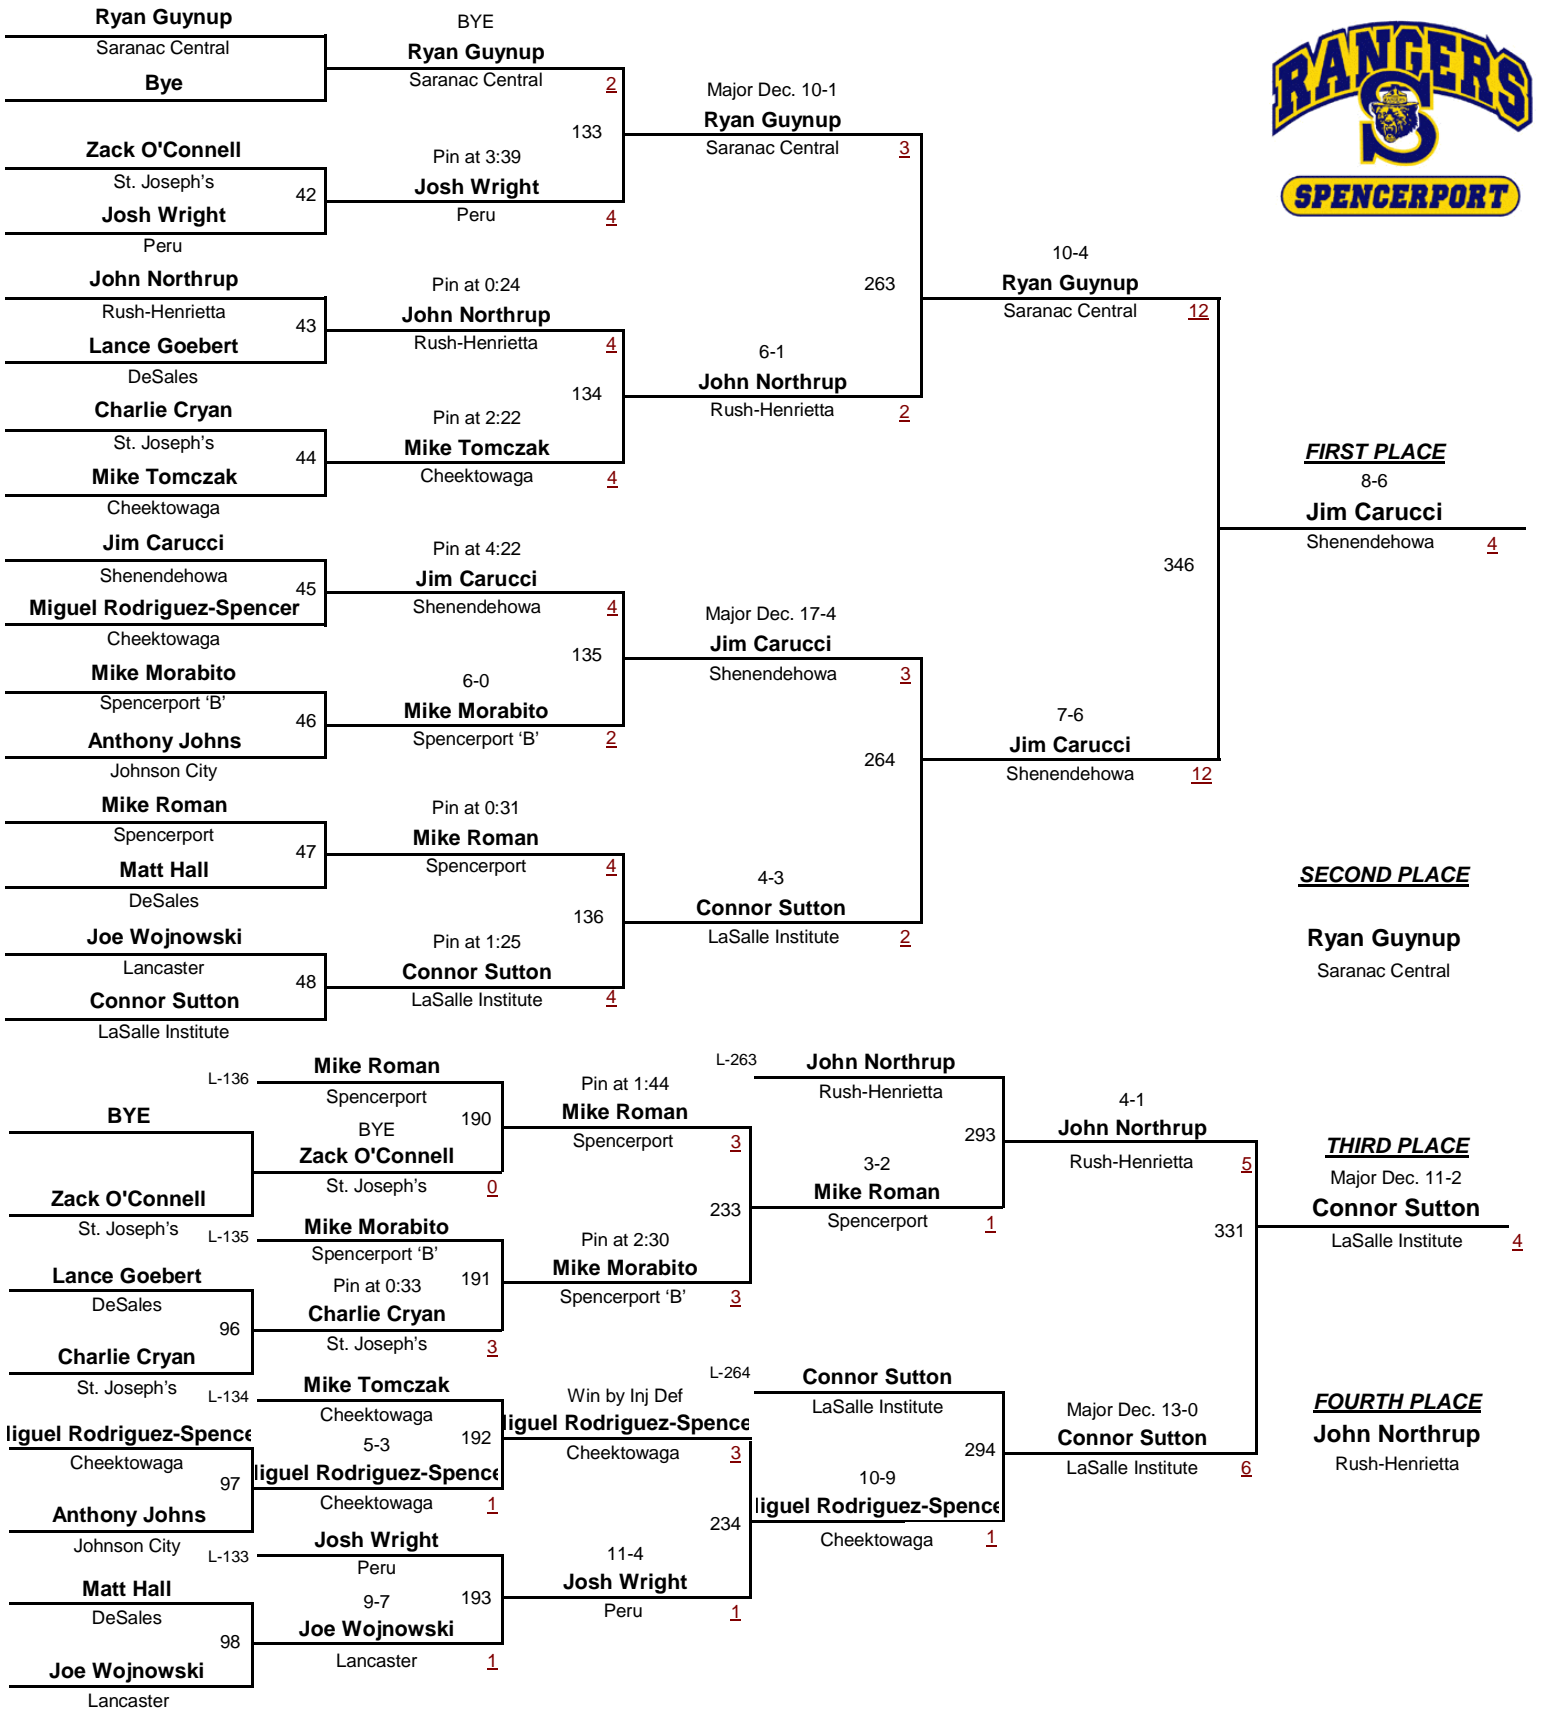 Ryan Guynup
Saranac Central
Bye
Zack O'Connell
St. Joseph's
42
Josh Wright
Peru
John Northrup
Rush-Henrietta
43
Lance Goebert
DeSales
Charlie Cryan
St. Joseph's
44
Mike Tomczak
Cheektowaga
Jim Carucci
Shenendehowa
45
Miguel Rodriguez-Spencer
Cheektowaga
Mike Morabito
Spencerport 'B'
46
Anthony Johns
Johnson City
Mike Roman
Spencerport
47
Matt Hall
DeSales
Joe Wojnowski
Lancaster
48
Connor Sutton
LaSalle Institute
BYE
Ryan Guynup
Saranac Central 2
133
Pin at 3:39
Josh Wright
Peru 4
Pin at 0:24
John Northrup
Rush-Henrietta 4
134
Pin at 2:22
Mike Tomczak
Cheektowaga 4
Pin at 4:22
Jim Carucci
Shenendehowa 4
135
6-0
Mike Morabito
Spencerport 'B' 2
Pin at 0:31
Mike Roman
Spencerport 4
136
Pin at 1:25
Connor Sutton
LaSalle Institute 4
Major Dec. 10-1
Ryan Guynup
Saranac Central 3
263
6-1
John Northrup
Rush-Henrietta 2
Major Dec. 17-4
Jim Carucci
Shenendehowa 3
264
4-3
Connor Sutton
LaSalle Institute 2
10-4
Ryan Guynup
Saranac Central 12
346
7-6
Jim Carucci
Shenendehowa 12
RANGERS
S
SPENCERPORT
FIRST PLACE
8-6
Jim Carucci
Shenendehowa 4
SECOND PLACE
Ryan Guynup
Saranac Central
BYE
Zack O'Connell
St. Joseph's
Lance Goebert
DeSales
96
Charlie Cryan
St. Joseph's
liguel Rodriguez-Spence
Cheektowaga
97
Anthony Johns
Johnson City
Matt Hall
DeSales
98
Joe Wojnowski
Lancaster
L-136
Mike Roman
Spencerport
190
BYE
Zack O'Connell
St. Joseph's 0
L-135
Mike Morabito
Spencerport 'B'
191
Pin at 0:33
Charlie Cryan
St. Joseph's 3
L-134
Mike Tomczak
Cheektowaga
192
5-3
liguel Rodriguez-Spence
Cheektowaga 1
L-133
Josh Wright
Peru
193
9-7
Joe Wojnowski
Lancaster 1
Pin at 1:44
Mike Roman
Spencerport 3
233
Pin at 2:30
Mike Morabito
Spencerport 'B' 3
Win by Inj Def
liguel Rodriguez-Spence
Cheektowaga 3
234
11-4
Josh Wright
Peru 1
L-263
John Northrup
Rush-Henrietta
293
3-2
Mike Roman
Spencerport 1
L-264
Connor Sutton
LaSalle Institute
294
10-9
liguel Rodriguez-Spence
Cheektowaga 1
4-1
John Northrup
Rush-Henrietta 5
331
Major Dec. 13-0
Connor Sutton
LaSalle Institute 6
THIRD PLACE
Major Dec. 11-2
Connor Sutton
LaSalle Institute 4
FOURTH PLACE
John Northrup
Rush-Henrietta